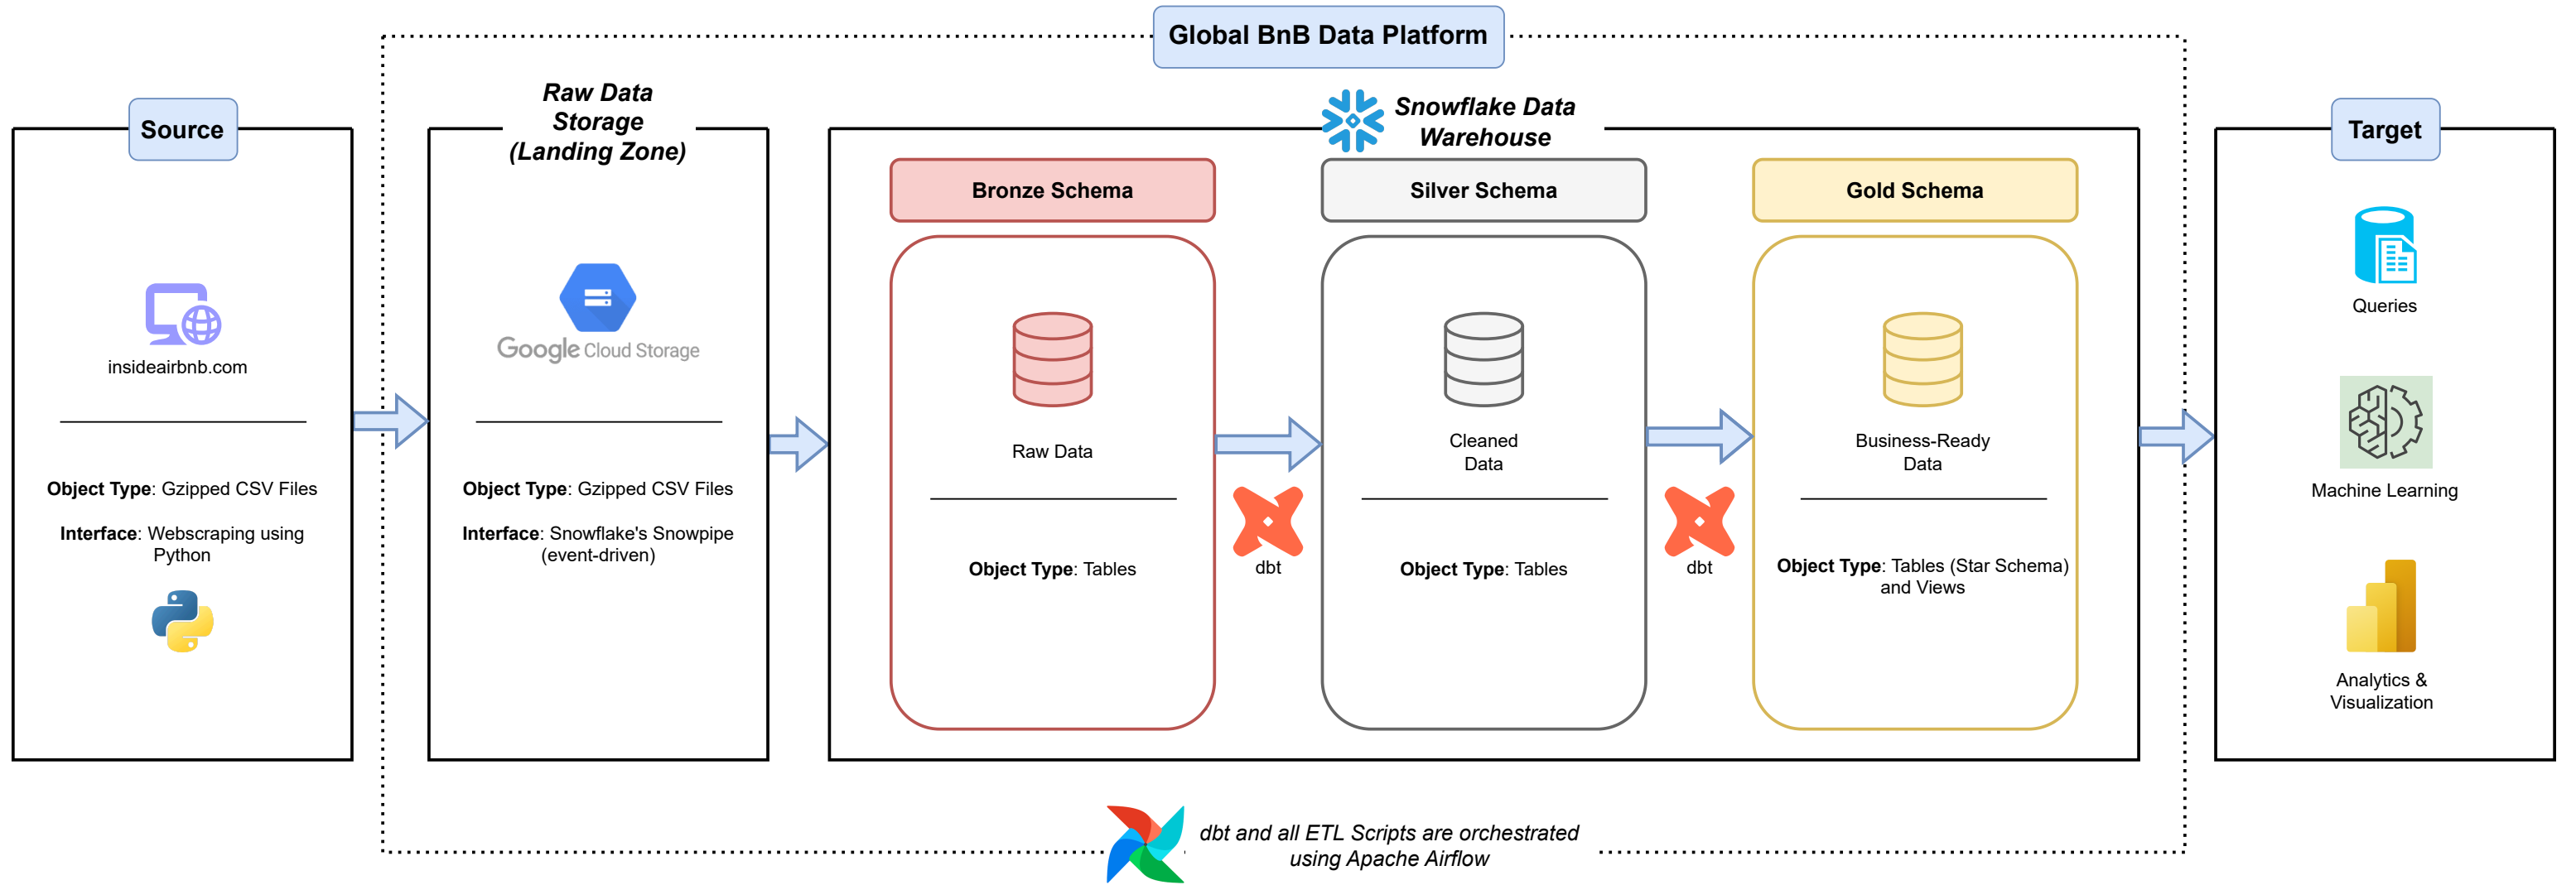 Global BnB Data Platform
Source
insideairbnb.com
Object Type: Gzipped CSV Files
Interface: Webscraping using
Python
Raw Data
Storage
(Landing Zone)
Google Cloud Storage
Object Type: Gzipped CSV Files
Interface: Snowflake's Snowpipe
(event-driven)
Snowflake Data
Warehouse
Bronze Schema
Raw Data
Object Type: Tables
dbt
Silver Schema
Cleaned
Data
Object Type: Tables
dbt
Gold Schema
Business-Ready
Data
Object Type: Tables (Star Schema)
and Views
Target
Queries
Machine Learning
Analytics &
Visualization
dbt and all ETL Scripts are orchestrated
using Apache Airflow